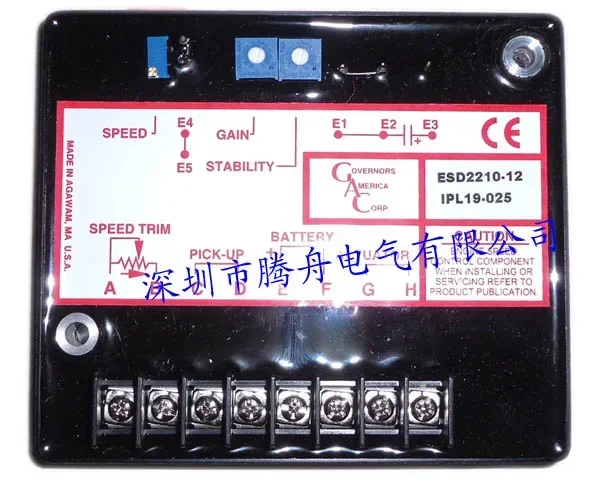 SPEED
E4
E5
GAIN
STABILITY
E1 E2 E3
+
CE
MADE IN AGAWAM, MA U.S.A.
GOVERNORS
AMERICA
CORP.
ESD2210-12
IPL19-025
SPEED TRIM
PICK-UP
BATTERY
+
CAUTION
CONTROL COMPONENT
WHEN INSTALLING OR
SERVICING REFER TO
PRODUCT PUBLICATION
A B C D E F G H
深圳市腾舟电气有限公司